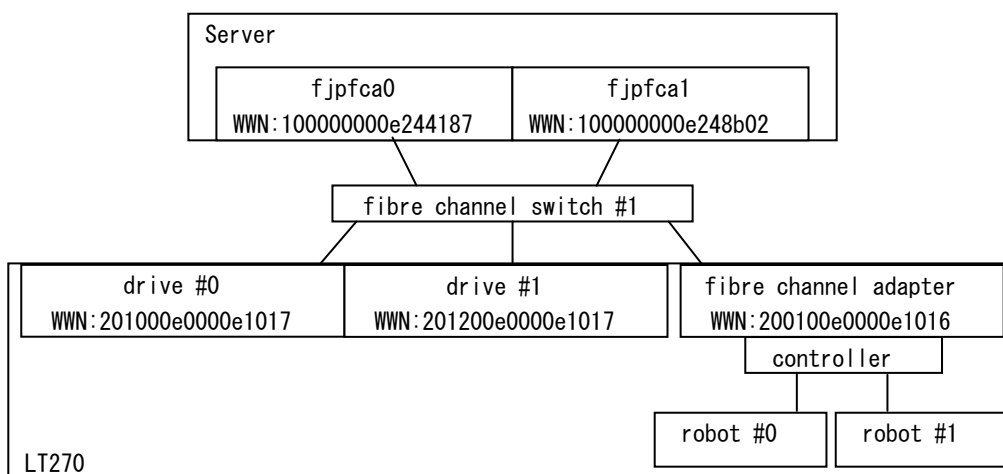 Server
fjpfca0
fjpfca1
WWN:100000000e244187
WWN:100000000e248b02
fibre channel switch #1
drive #0
drive #1
fibre channel adapter
WWN:201000e0000e1017
WWN:201200e0000e1017
WWN:200100e0000e1016
controller
robot #0
robot #1
LT270